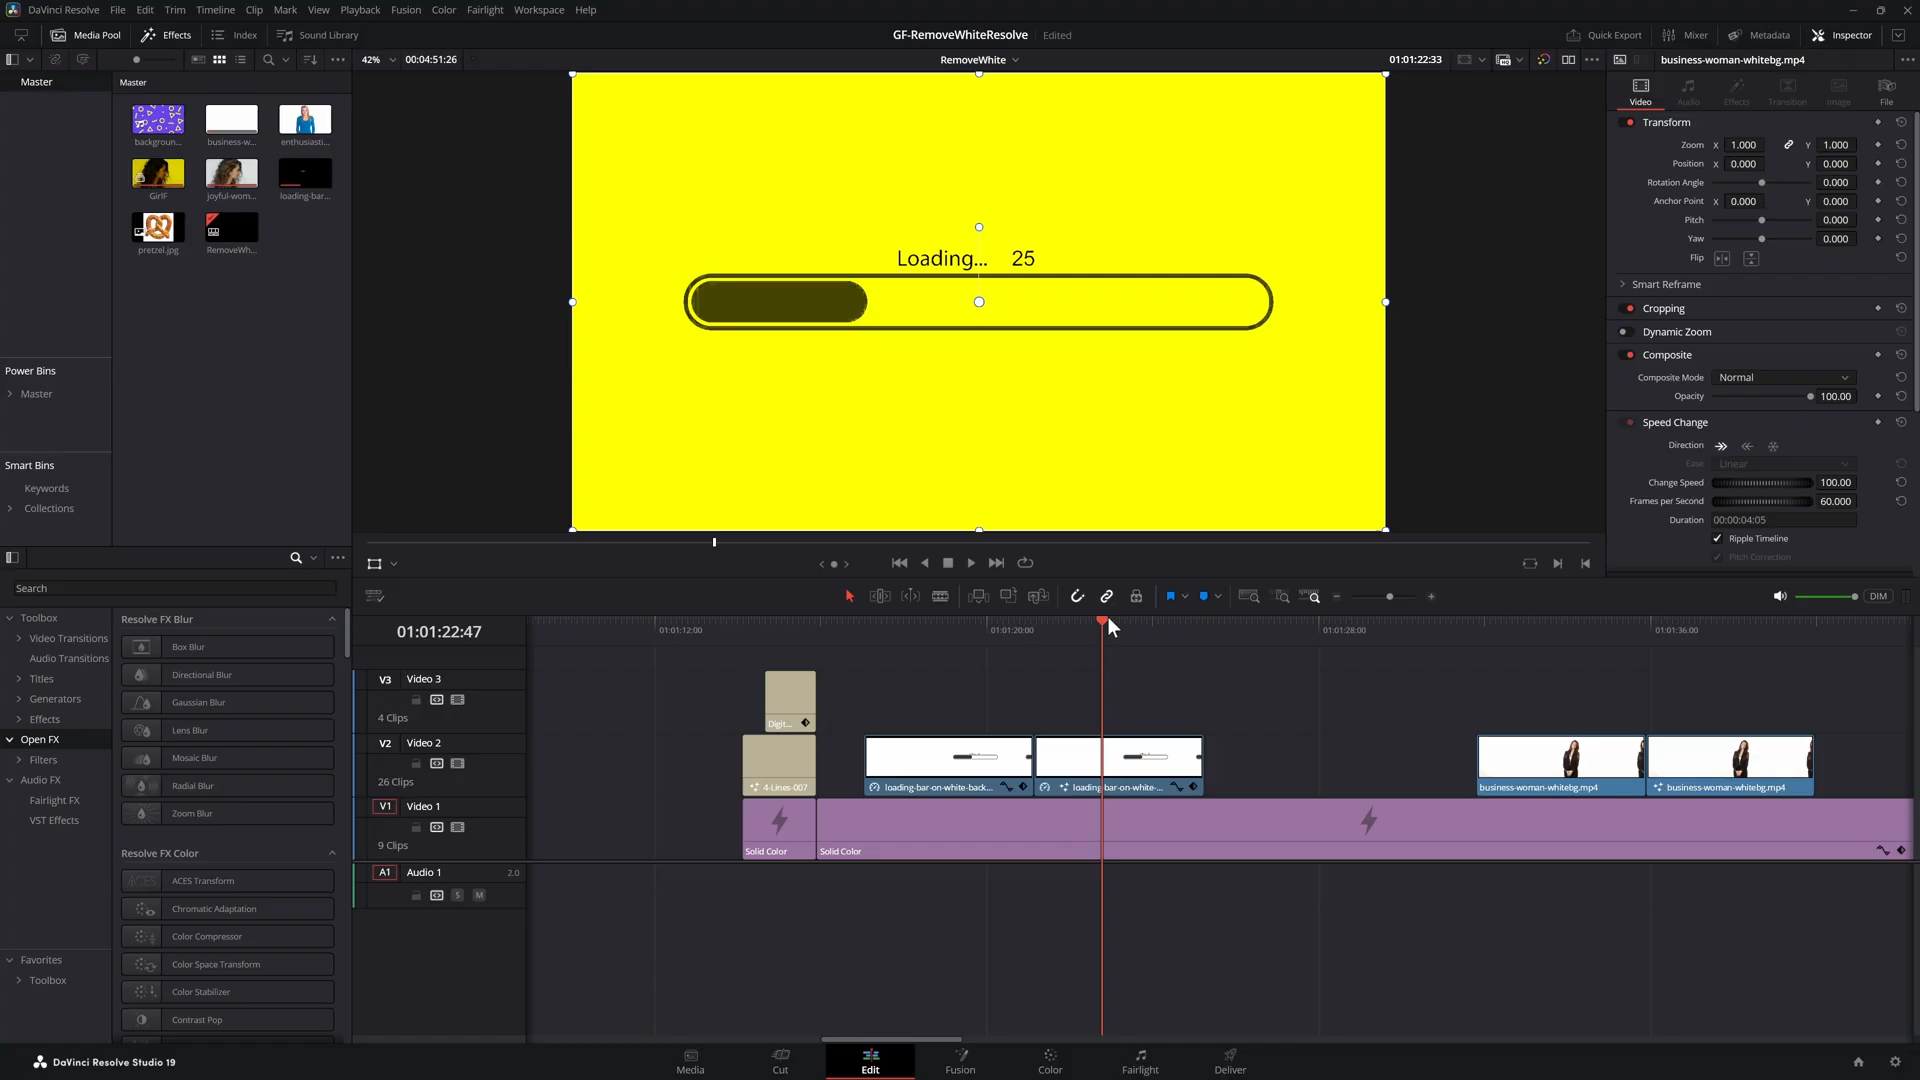 DaVinci Resolve File Edit Trim Timeline Clip Mark View Playback Fusion Color Fairlight Workspace Help
Media Pool Effects Index Sound Library GF-RemoveWhiteResolve Edited Quick Export Mixer Metadata Inspector
42% 00:04:51:26 RemoveWhite 01:01:22:33 business-woman-whitebg.mp4
Master Master
backgroun... business-w... enthusiasti...
GirlF joyful-wom... loading-bar...
pretzel.jpg RemoveWh...
Power Bins
Master
Smart Bins
Keywords
Collections
Loading... 25
Video Audio Effects Transition Image File
Transform
Zoom X 1.000 Y 1.000
Position X 0.000 Y 0.000
Rotation Angle 0.000
Anchor Point X 0.000 Y 0.000
Pitch 0.000
Yaw 0.000
Flip
Smart Reframe
Cropping
Dynamic Zoom
Composite
Composite Mode Normal
Opacity 100.00
Speed Change
Direction
Ease Linear
Change Speed 100.00
Frames per Second 60.000
Duration 00:00:04:05
Ripple Timeline
Pitch Correction
Search
Toolbox
Video Transitions
Audio Transitions
Titles
Generators
Effects
Open FX
Filters
Audio FX
Fairlight FX
VST Effects
Favorites
Toolbox
Resolve FX Blur
Box Blur
Directional Blur
Gaussian Blur
Lens Blur
Mosaic Blur
Radial Blur
Zoom Blur
Resolve FX Color
ACES ACES Transform
Chromatic Adaptation
Color Compressor
Color Space Transform
Color Stabilizer
Contrast Pop
DIM
01:01:22:47 01:01:12:00 01:01:20:00 01:01:28:00 01:01:36:00
V3 Video 3
4 Clips
Digit...
V2 Video 2
26 Clips
4-Lines-007 loading-bar-on-white-back... loading-bar-on-white-... business-woman-whitebg.mp4 business-woman-whitebg.mp4
V1 Video 1
9 Clips
Solid Color Solid Color
A1 Audio 1 2.0
S M
DaVinci Resolve Studio 19 Media Cut Edit Fusion Color Fairlight Deliver